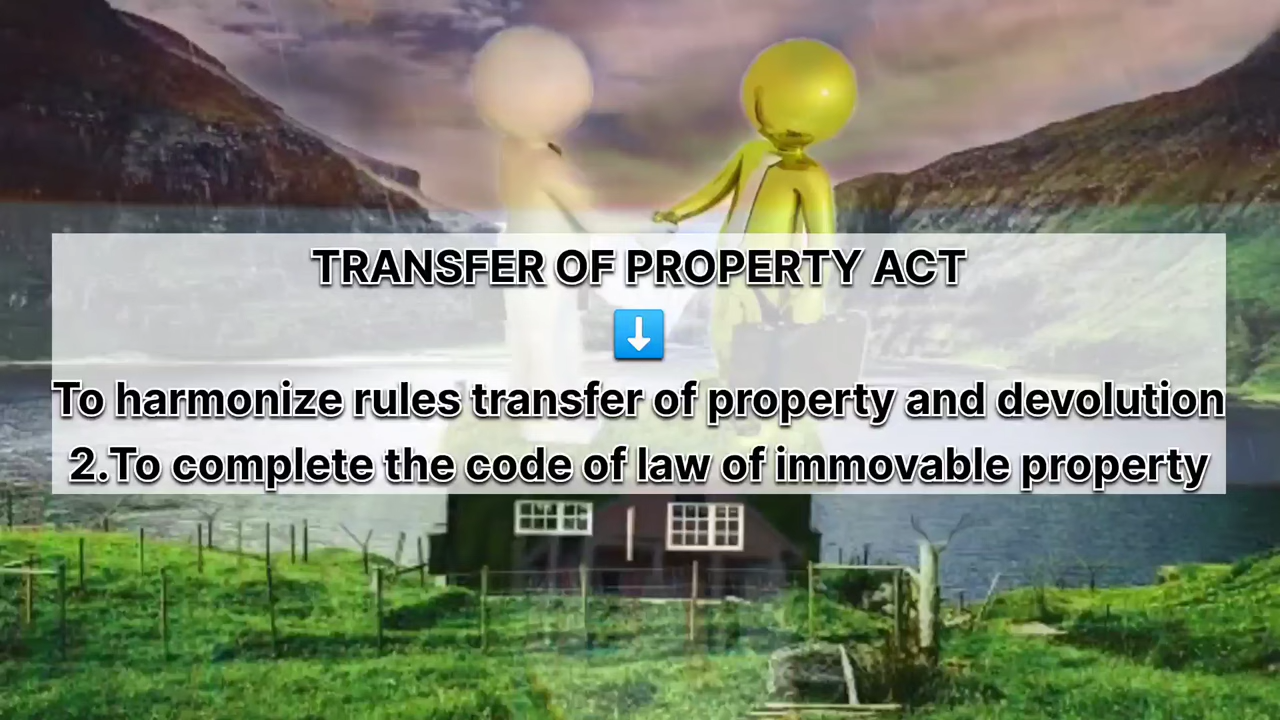 TRANSFER OF PROPERTY ACT
⬇️
To harmonize rules transfer of property and devolution
2.To complete the code of law of immovable property